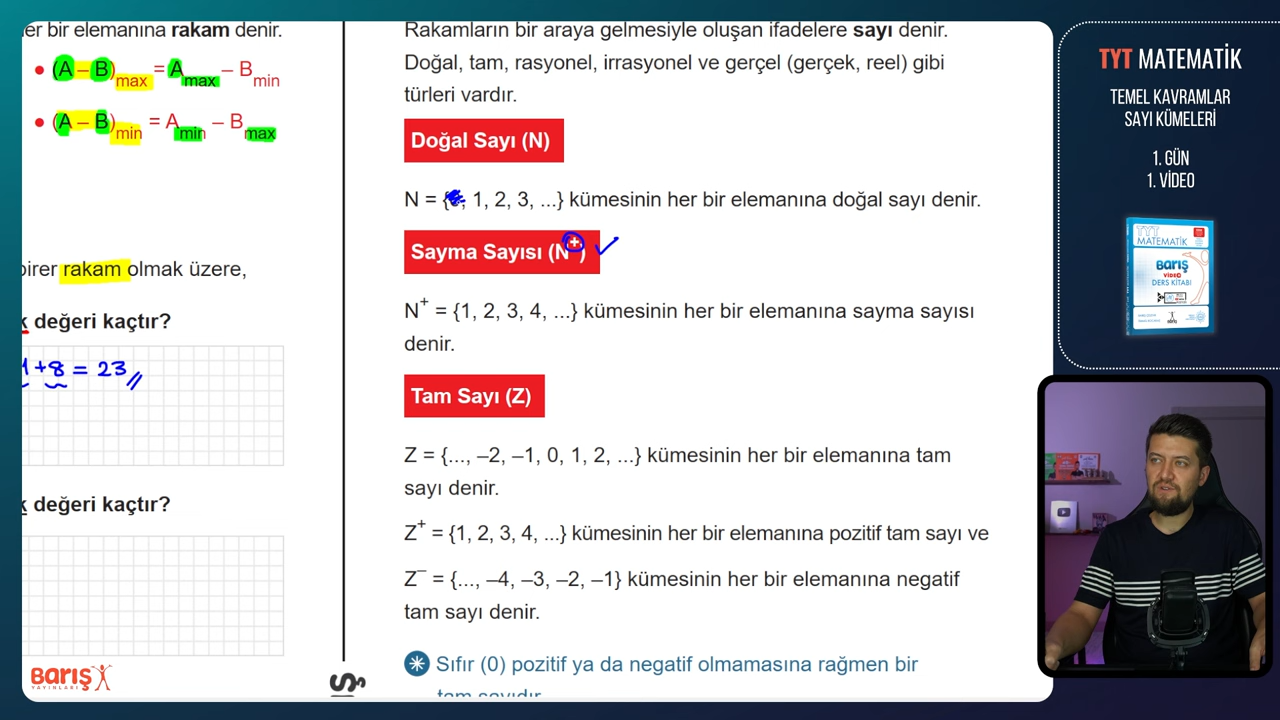 er bir elemanına rakam denir.
• (A – B)max = Amax – Bmin
• (A – B)min = Amin – Bmax
birer rakam olmak üzere,
k değeri kaçtır?
1 + 8 = 23 //
k değeri kaçtır?
BARIŞ
YAYINLARI
Rakamların bir araya gelmesiyle oluşan ifadelere sayı denir.
Doğal, tam, rasyonel, irrasyonel ve gerçel (gerçek, reel) gibi
türleri vardır.
Doğal Sayı (N)
N = { , 1, 2, 3, ...} kümesinin her bir elemanına doğal sayı denir.
Sayma Sayısı (N+) ✓
N+ = {1, 2, 3, 4, ...} kümesinin her bir elemanına sayma sayısı
denir.
Tam Sayı (Z)
Z = {..., –2, –1, 0, 1, 2, ...} kümesinin her bir elemanına tam
sayı denir.
Z+ = {1, 2, 3, 4, ...} kümesinin her bir elemanına pozitif tam sayı ve
Z– = {..., –4, –3, –2, –1} kümesinin her bir elemanına negatif
tam sayı denir.
Sıfır (0) pozitif ya da negatif olmamasına rağmen bir
tam sayıdır
TYT MATEMATİK
TEMEL KAVRAMLAR
SAYI KÜMELERİ
1. GÜN
1. VİDEO
TYT
MATEMATİK
BARIŞ
VİDEO
DERS KİTABI